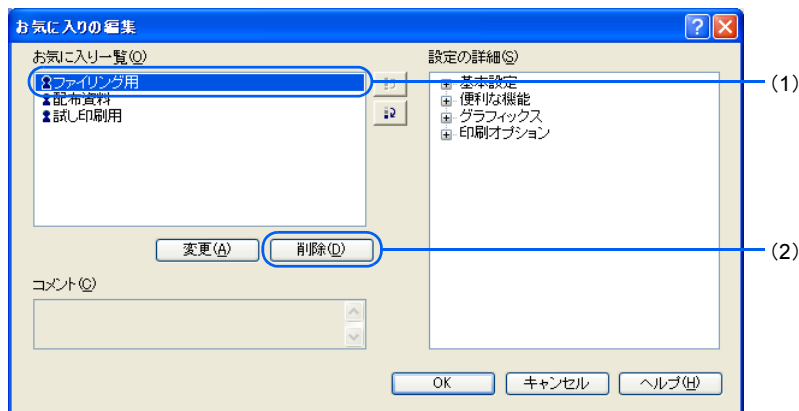 お気に入りの編集
お気に入り一覧(O)
設定の詳細(S)
ファイリング用
配布資料
試し印刷用
基本設定
便利な機能
グラフィックス
印刷オプション
(1)
変更(A)
削除(D)
(2)
コメント(C)
OK
キャンセル
ヘルプ(H)